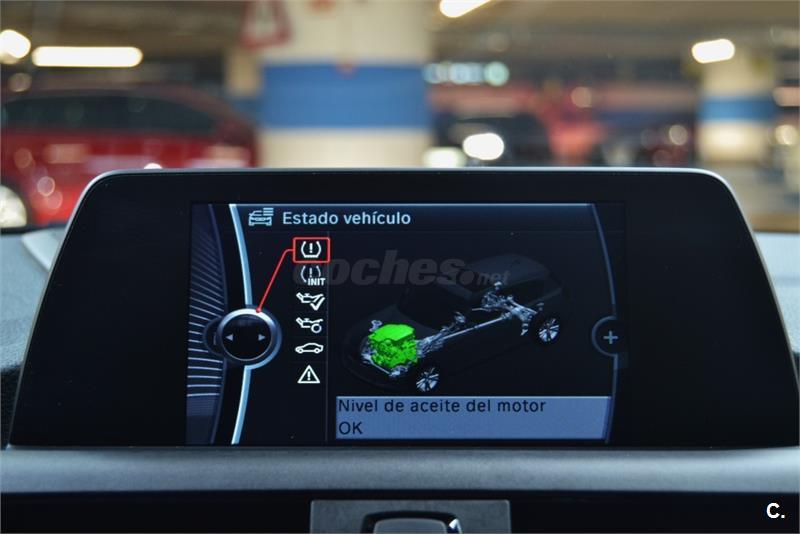 Estado vehículo
INIT
coches.net
Nivel de aceite del motor
OK
C.